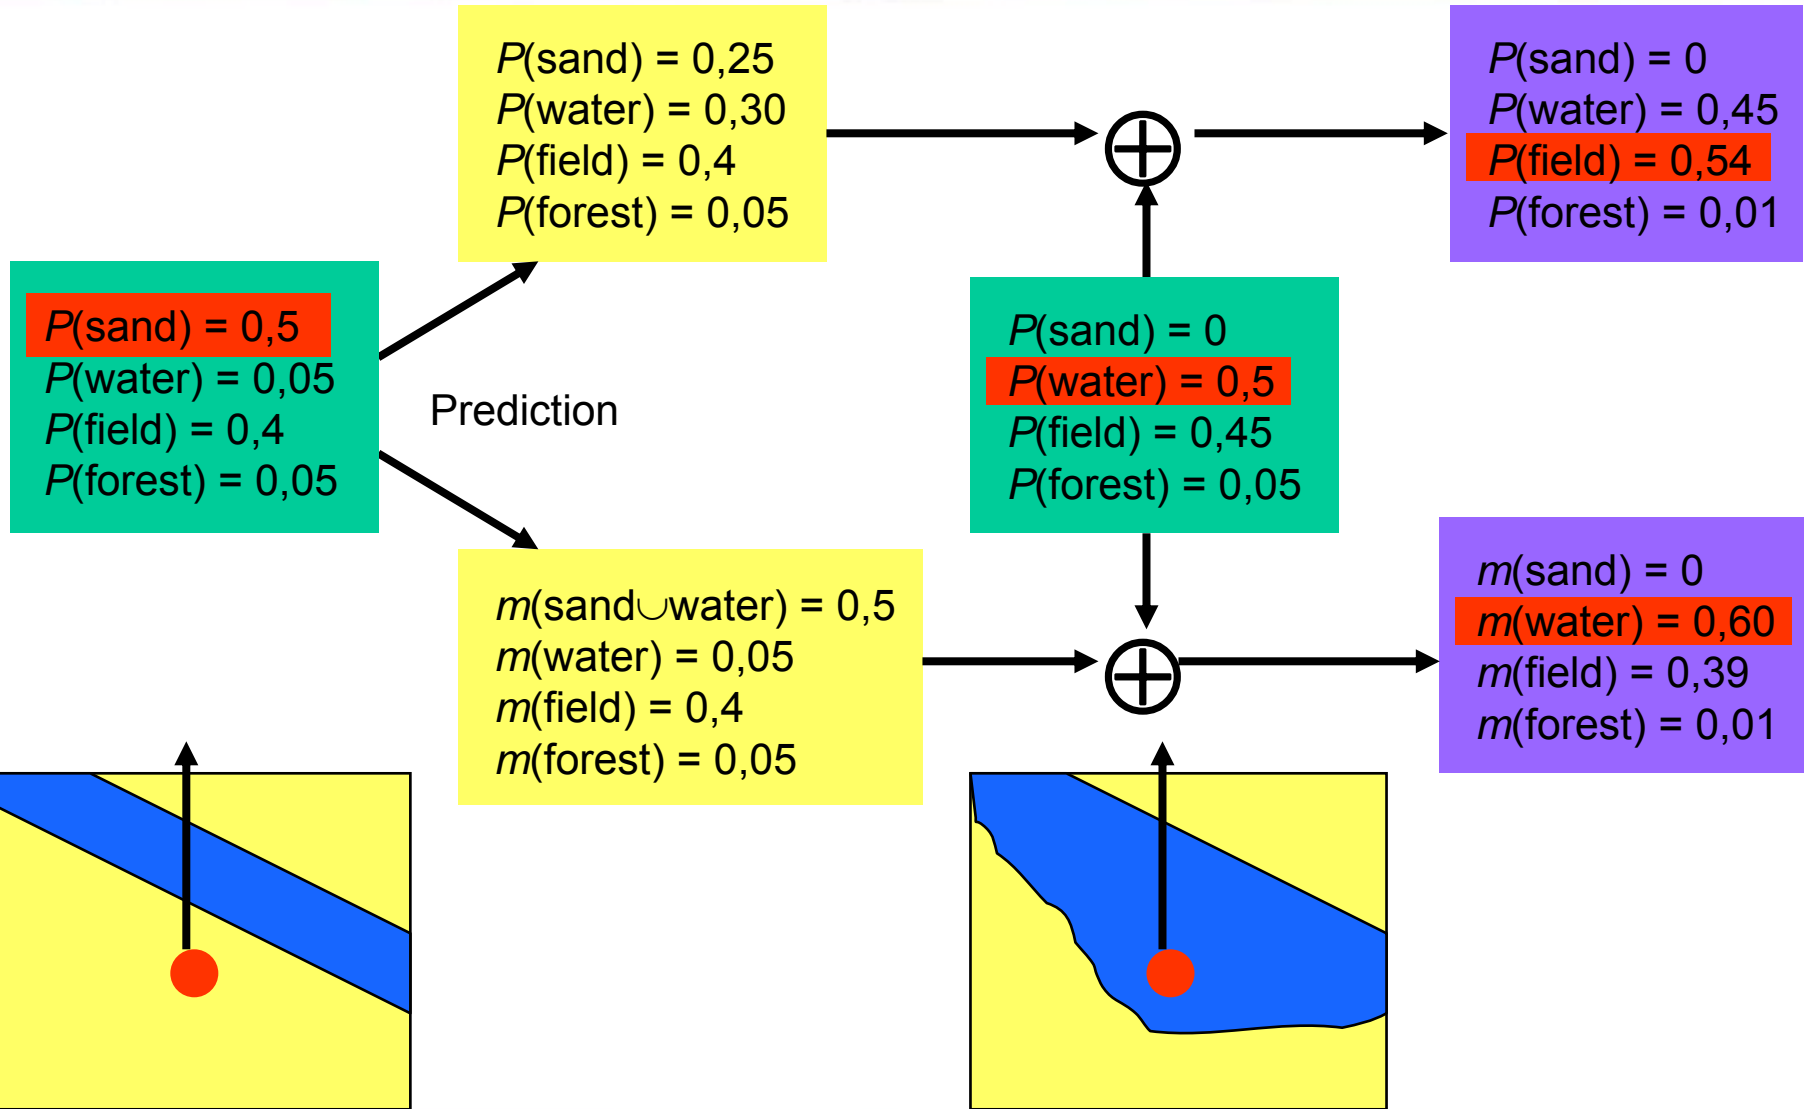 P(sand) = 0,25
P(water) = 0,30
P(field) = 0,4
P(forest) = 0,05
P(sand) = 0
P(water) = 0,45
P(field) = 0,54
P(forest) = 0,01
P(sand) = 0,5
P(water) = 0,05
P(field) = 0,4
P(forest) = 0,05
Prediction
P(sand) = 0
P(water) = 0,5
P(field) = 0,45
P(forest) = 0,05
m(sand∪water) = 0,5
m(water) = 0,05
m(field) = 0,4
m(forest) = 0,05
m(sand) = 0
m(water) = 0,60
m(field) = 0,39
m(forest) = 0,01